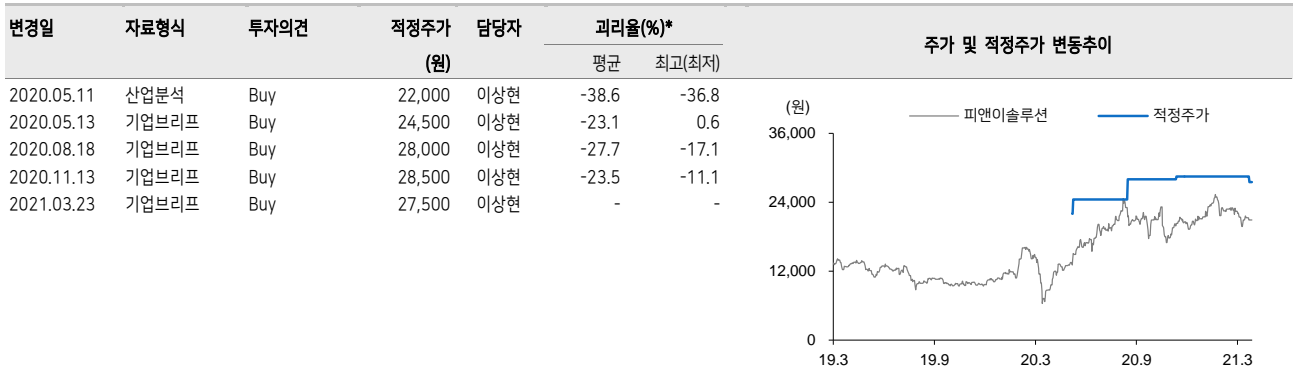 변경일 자료형식 투자의견 적정주가 담당자 괴리율(%)* 주가 및 적정주가 변동추이
(원) 평균 최고(최저)
2020.05.11 산업분석 Buy 22,000 이상현 -38.6 -36.8
2020.05.13 기업브리프 Buy 24,500 이상현 -23.1 0.6
2020.08.18 기업브리프 Buy 28,000 이상현 -27.7 -17.1
2020.11.13 기업브리프 Buy 28,500 이상현 -23.5 -11.1
2021.03.23 기업브리프 Buy 27,500 이상현 - -
(원) 피앤이솔루션 적정주가
36,000
24,000
12,000
0
19.3 19.9 20.3 20.9 21.3